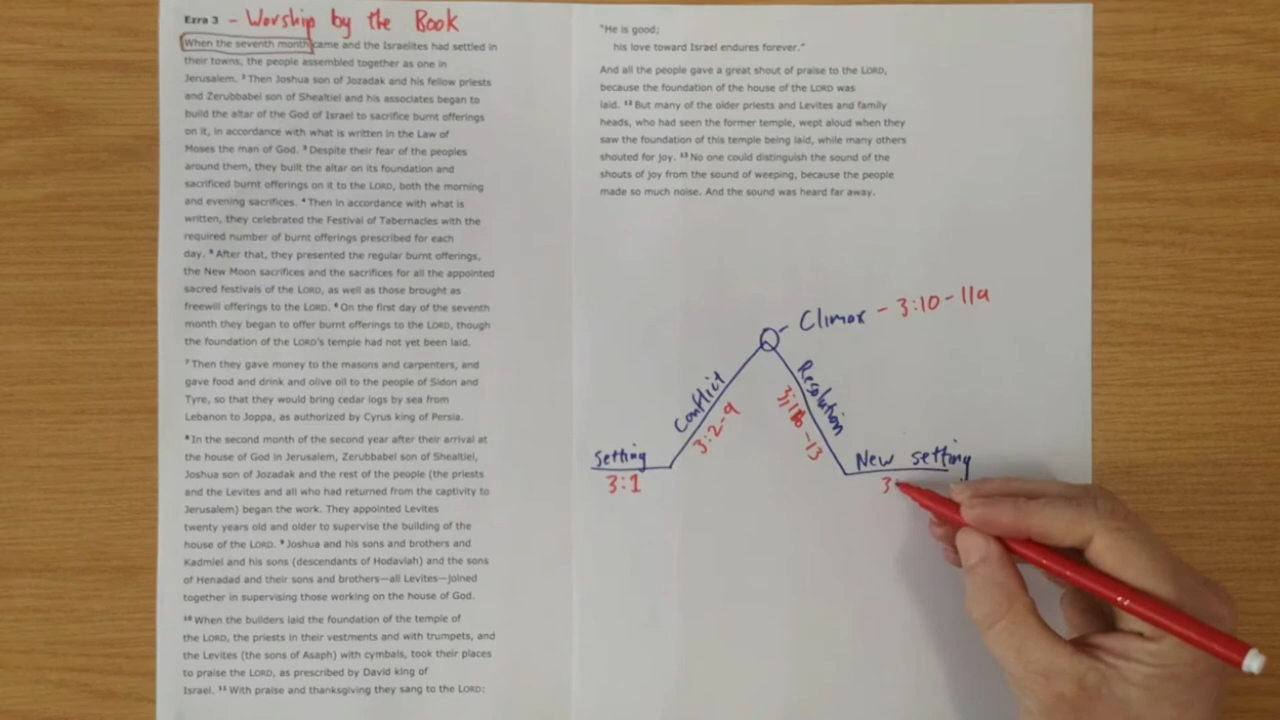 Ezra 3 - Worship by the Book
When the seventh month came and the Israelites had settled in
their towns, the people assembled together as one in
Jerusalem. 2 Then Joshua son of Jozadak and his fellow priests
and Zerubbabel son of Shealtiel and his associates began to
build the altar of the God of Israel to sacrifice burnt offerings
on it, in accordance with what is written in the Law of
Moses the man of God. 3 Despite their fear of the peoples
around them, they built the altar on its foundation and
sacrificed burnt offerings on it to the LORD, both the morning
and evening sacrifices. 4 Then in accordance with what is
written, they celebrated the Festival of Tabernacles with the
required number of burnt offerings prescribed for each
day. 5 After that, they presented the regular burnt offerings,
the New Moon sacrifices and the sacrifices for all the appointed
sacred festivals of the LORD, as well as those brought as
freewill offerings to the LORD. 6 On the first day of the seventh
month they began to offer burnt offerings to the LORD, though
the foundation of the LORD's temple had not yet been laid.
7 Then they gave money to the masons and carpenters, and
gave food and drink and olive oil to the people of Sidon and
Tyre, so that they would bring cedar logs by sea from
Lebanon to Joppa, as authorized by Cyrus king of Persia.
8 In the second month of the second year after their arrival at
the house of God in Jerusalem, Zerubbabel son of Shealtiel,
Joshua son of Jozadak and the rest of the people (the priests
and the Levites and all who had returned from the captivity to
Jerusalem) began the work. They appointed Levites
twenty years old and older to supervise the building of the
house of the LORD. 9 Joshua and his sons and brothers and
Kadmiel and his sons (descendants of Hodaviah) and the sons
of Henadad and their sons and brothers—all Levites—joined
together in supervising those working on the house of God.
10 When the builders laid the foundation of the temple of
the LORD, the priests in their vestments and with trumpets, and
the Levites (the sons of Asaph) with cymbals, took their places
to praise the LORD, as prescribed by David king of
Israel. 11 With praise and thanksgiving they sang to the LORD:
"He is good;
his love toward Israel endures forever."
And all the people gave a great shout of praise to the LORD,
because the foundation of the house of the LORD was
laid. 12 But many of the older priests and Levites and family
heads, who had seen the former temple, wept aloud when they
saw the foundation of this temple being laid, while many others
shouted for joy. 13 No one could distinguish the sound of the
shouts of joy from the sound of weeping, because the people
made so much noise. And the sound was heard far away.
Climax - 3:10-11a
Conflict
3:2-9
Resolution
3:11b-13
Setting
3:1
New setting
3: